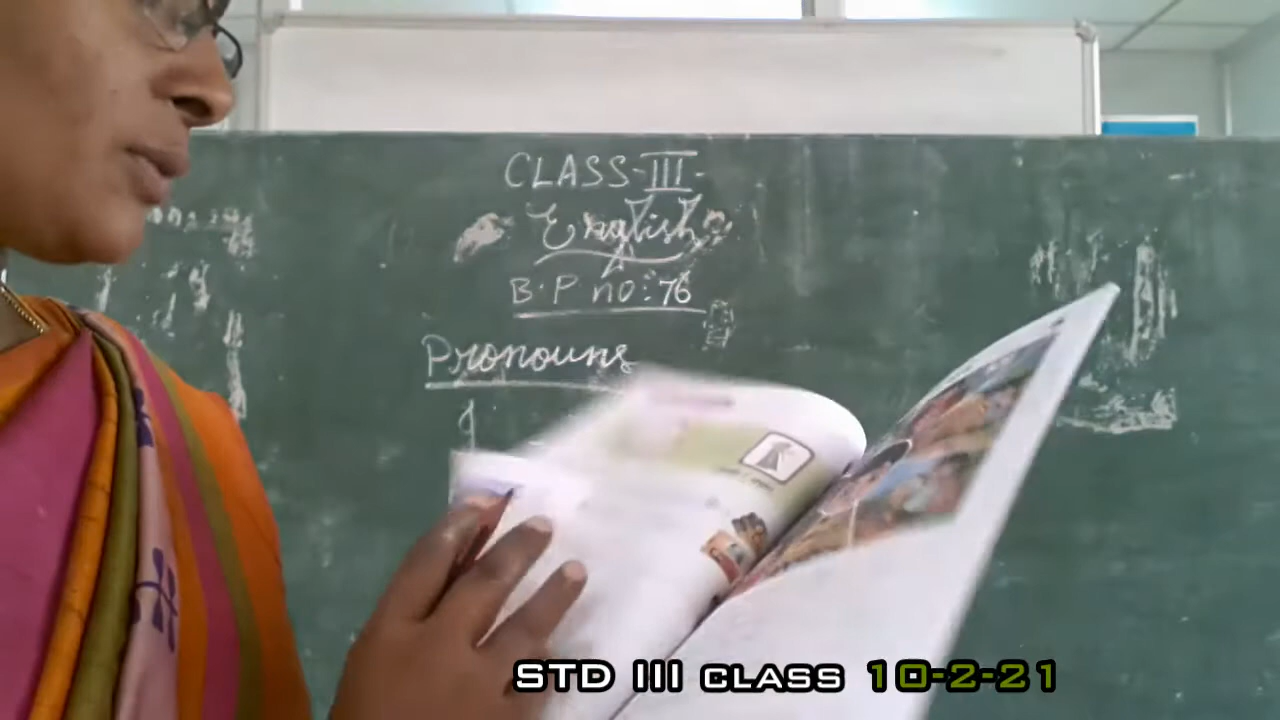 CLASS-III-
English
B.P no: 76
Pronouns
I
STD III CLASS 10-2-21